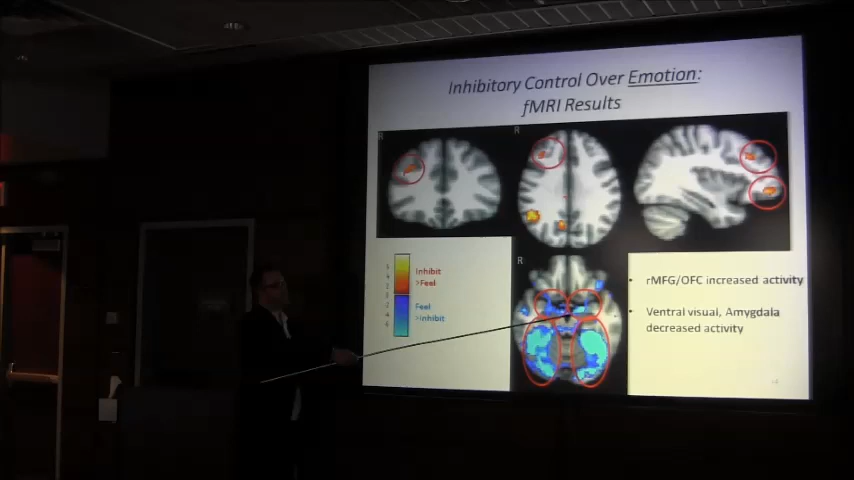 Inhibitory Control Over Emotion:
fMRI Results
R
R
R
Inhibit
>Feel
Feel
>Inhibit
• rMFG/OFC increased activity
• Ventral visual, Amygdala
decreased activity